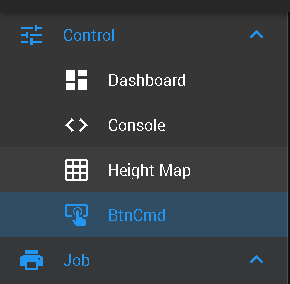 Control
Dashboard
Console
Height Map
BtnCmd
Job